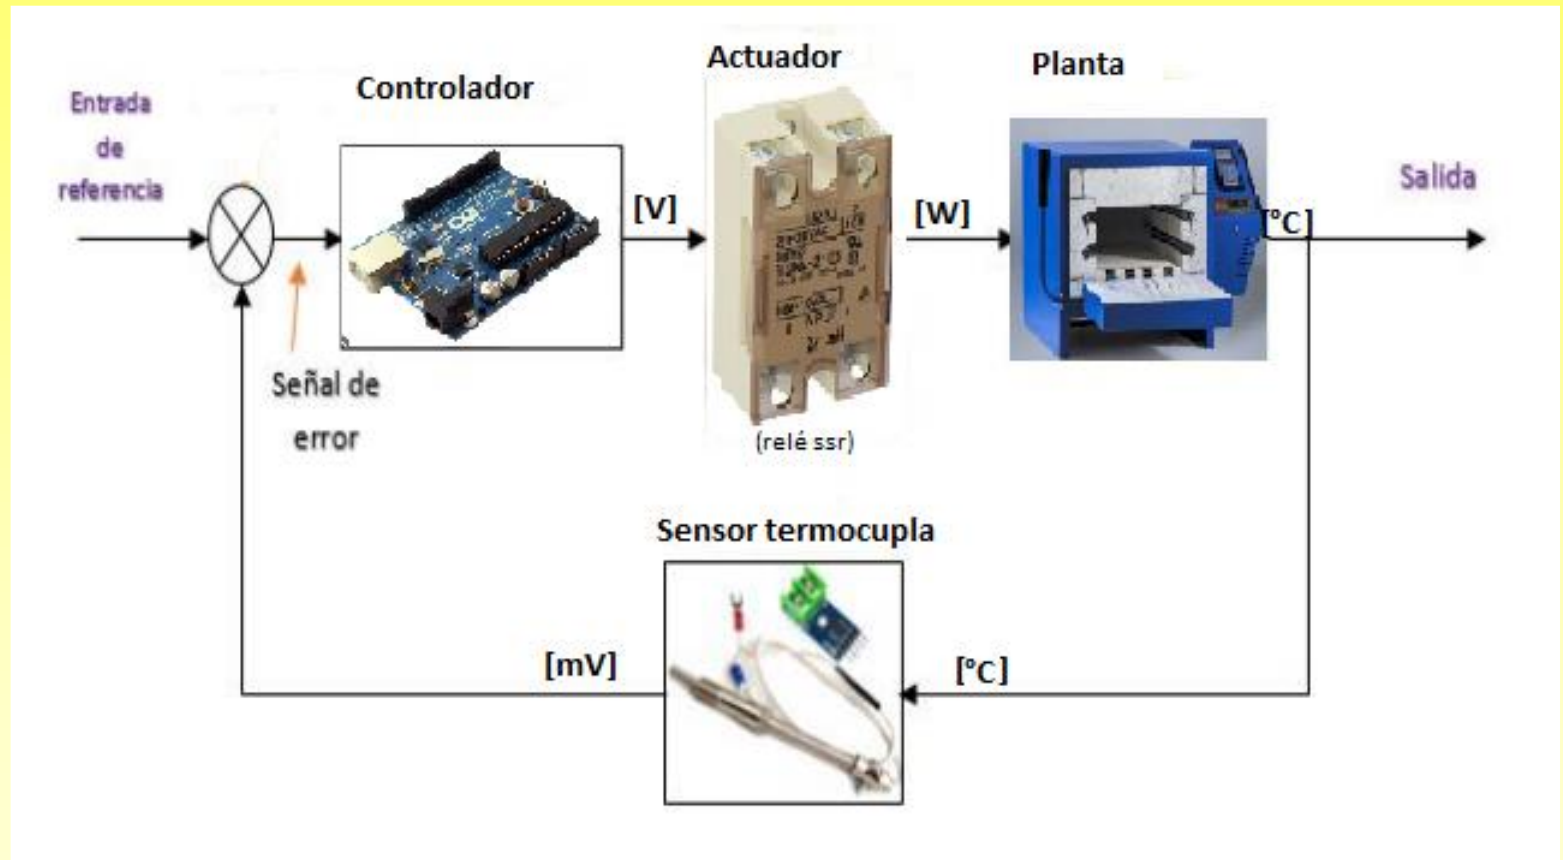 Entrada
de
referencia
Controlador
Actuador
Planta
[V]
[W]
[°C]
Salida
Señal de
error
(relé ssr)
Sensor termocupla
[mV]
[°C]